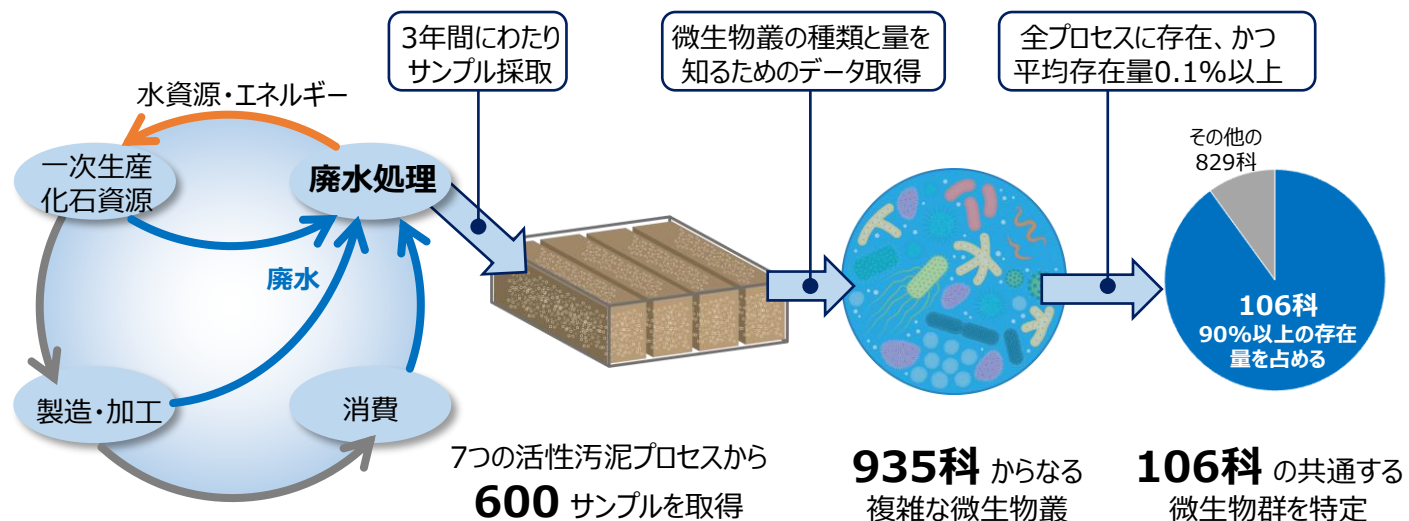 3年間にわたり
サンプル採取
微生物叢の種類と量を
知るためのデータ取得
全プロセスに存在、かつ
平均存在量0.1%以上
水資源・エネルギー
一次生産
化石資源
廃水処理
廃水
製造・加工
消費
その他の
829科
106科
90%以上の存在
量を占める
7つの活性汚泥プロセスから
600 サンプルを取得
935科 からなる
複雑な微生物叢
106科 の共通する
微生物群を特定